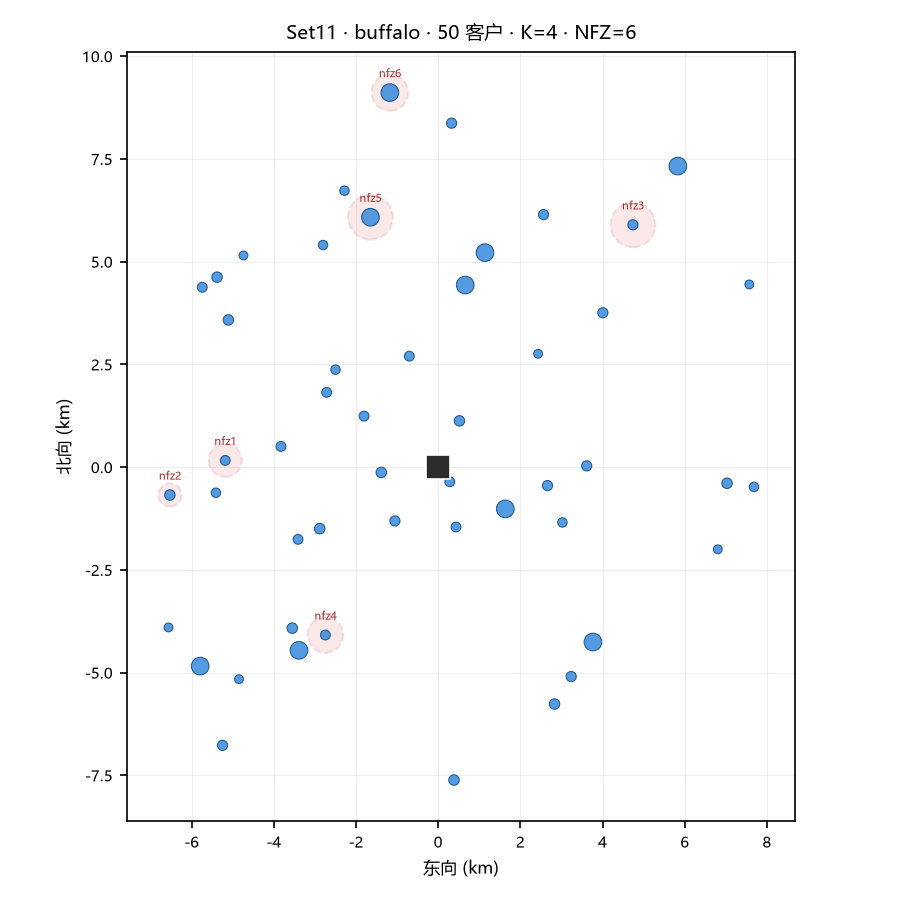 Set11 · buffalo · 50 客户 · K=4 · NFZ=6
10.0
7.5
5.0
2.5
0.0
-2.5
-5.0
-7.5
北向 (km)
nfz6
nfz5
nfz3
nfz1
nfz2
nfz4
-6
-4
-2
0
2
4
6
8
东向 (km)